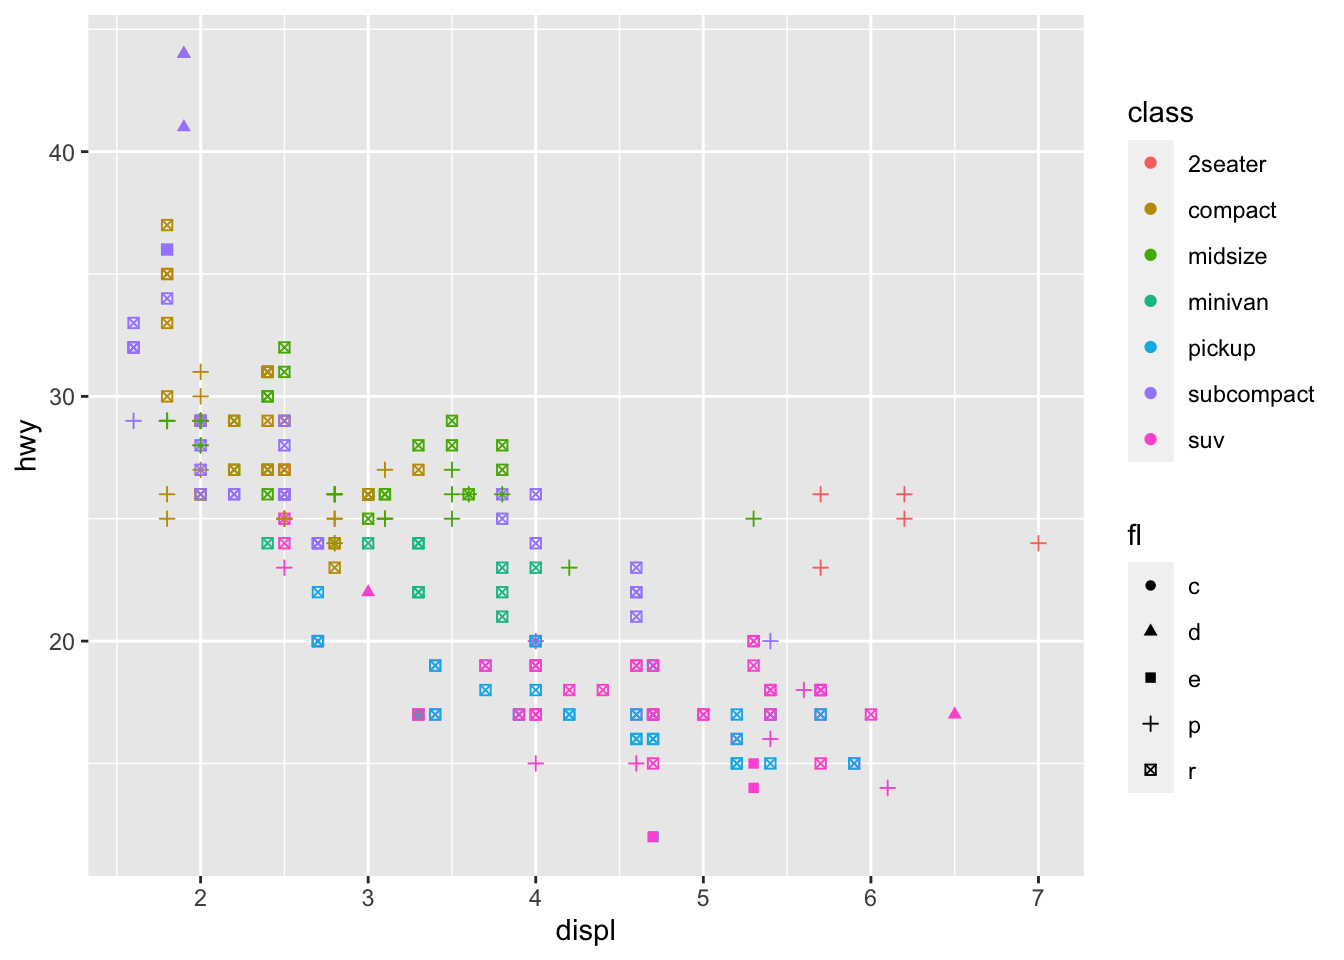 40
30
20
hwy
2 3 4 5 6 7
displ
class
2seater
compact
midsize
minivan
pickup
subcompact
suv
fl
c
d
e
p
r